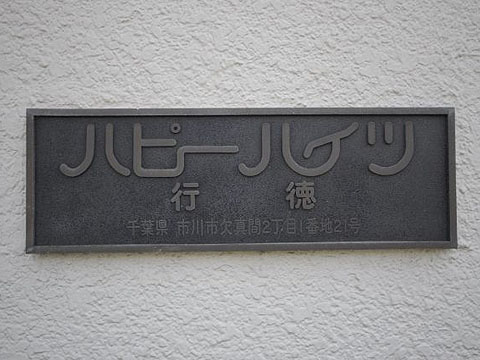 ハピーハイツ
行徳
千葉県 市川市欠真間2丁目1番地21号